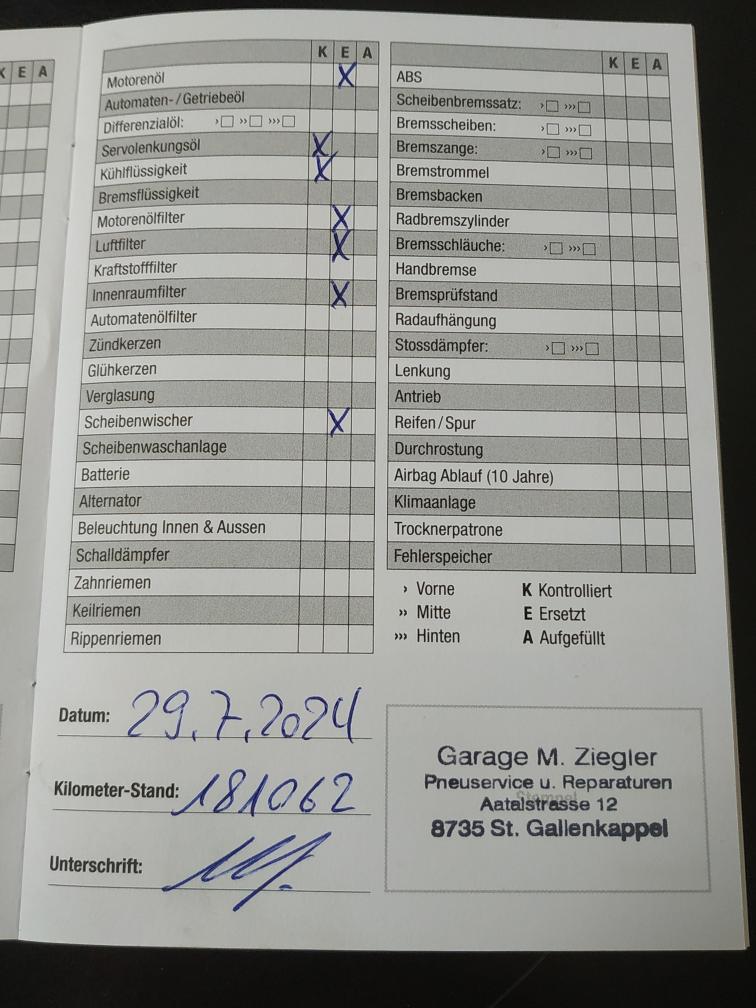 K E A
K E A
Motorenöl X
Automaten-/Getriebeöl
Differenzialöl: › ☐ ›› ☐ ››› ☐
Servolenkungsöl X
Kühlflüssigkeit X
Bremsflüssigkeit
Motorenölfilter X
Luftfilter X
Kraftstofffilter
Innenraumfilter X
Automatenölfilter
Zündkerzen
Glühkerzen
Verglasung
Scheibenwischer X
Scheibenwaschanlage
Batterie
Alternator
Beleuchtung Innen & Aussen
Schalldämpfer
Zahnriemen
Keilriemen
Rippenriemen
K E A
ABS
Scheibenbremssatz: › ☐ ››› ☐
Bremsscheiben: › ☐ ››› ☐
Bremszange: › ☐ ››› ☐
Bremstrommel
Bremsbacken
Radbremszylinder
Bremsschläuche: › ☐ ››› ☐
Handbremse
Bremsprüfstand
Radaufhängung
Stossdämpfer: › ☐ ››› ☐
Lenkung
Antrieb
Reifen/Spur
Durchrostung
Airbag Ablauf (10 Jahre)
Klimaanlage
Trocknerpatrone
Fehlerspeicher
› Vorne K Kontrolliert
›› Mitte E Ersetzt
››› Hinten A Aufgefüllt
Datum: 29.7.2024
Kilometer-Stand: 181062
Unterschrift:
Garage M. Ziegler
Pneuservice u. Reparaturen
Stempel
Aatalstrasse 12
8735 St. Gallenkappel